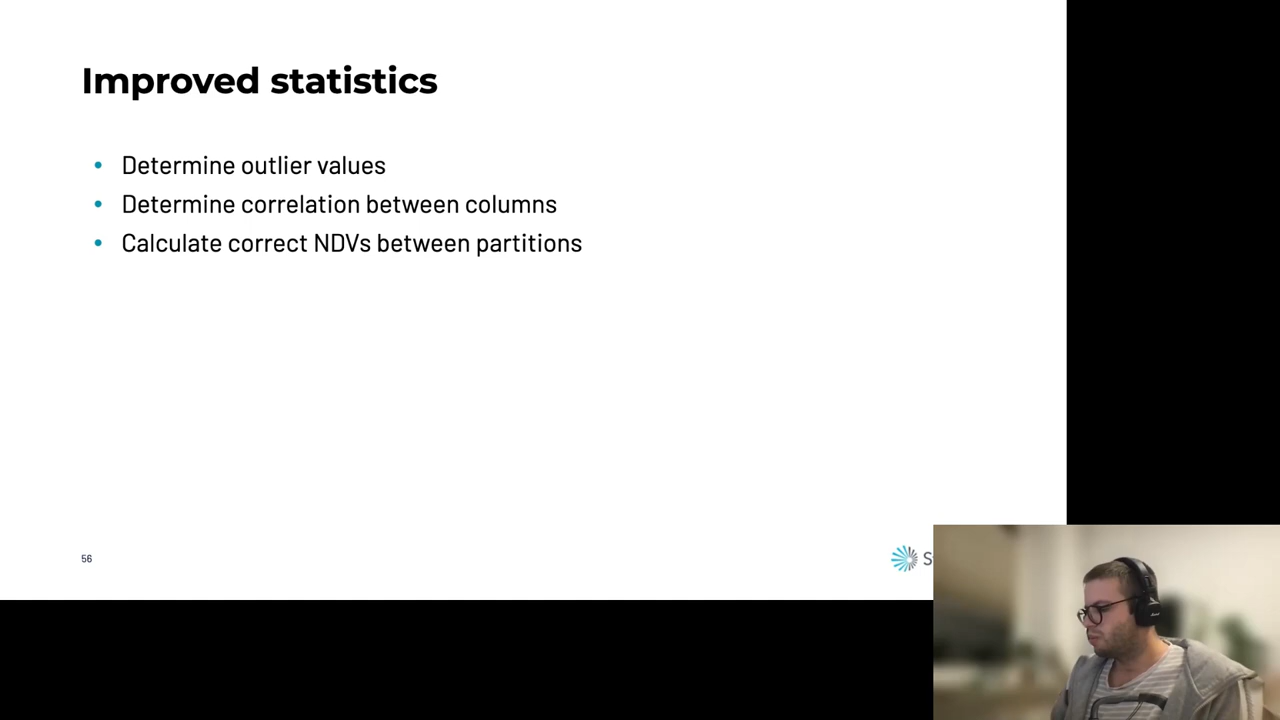 Improved statistics
• Determine outlier values
• Determine correlation between columns
• Calculate correct NDVs between partitions
56